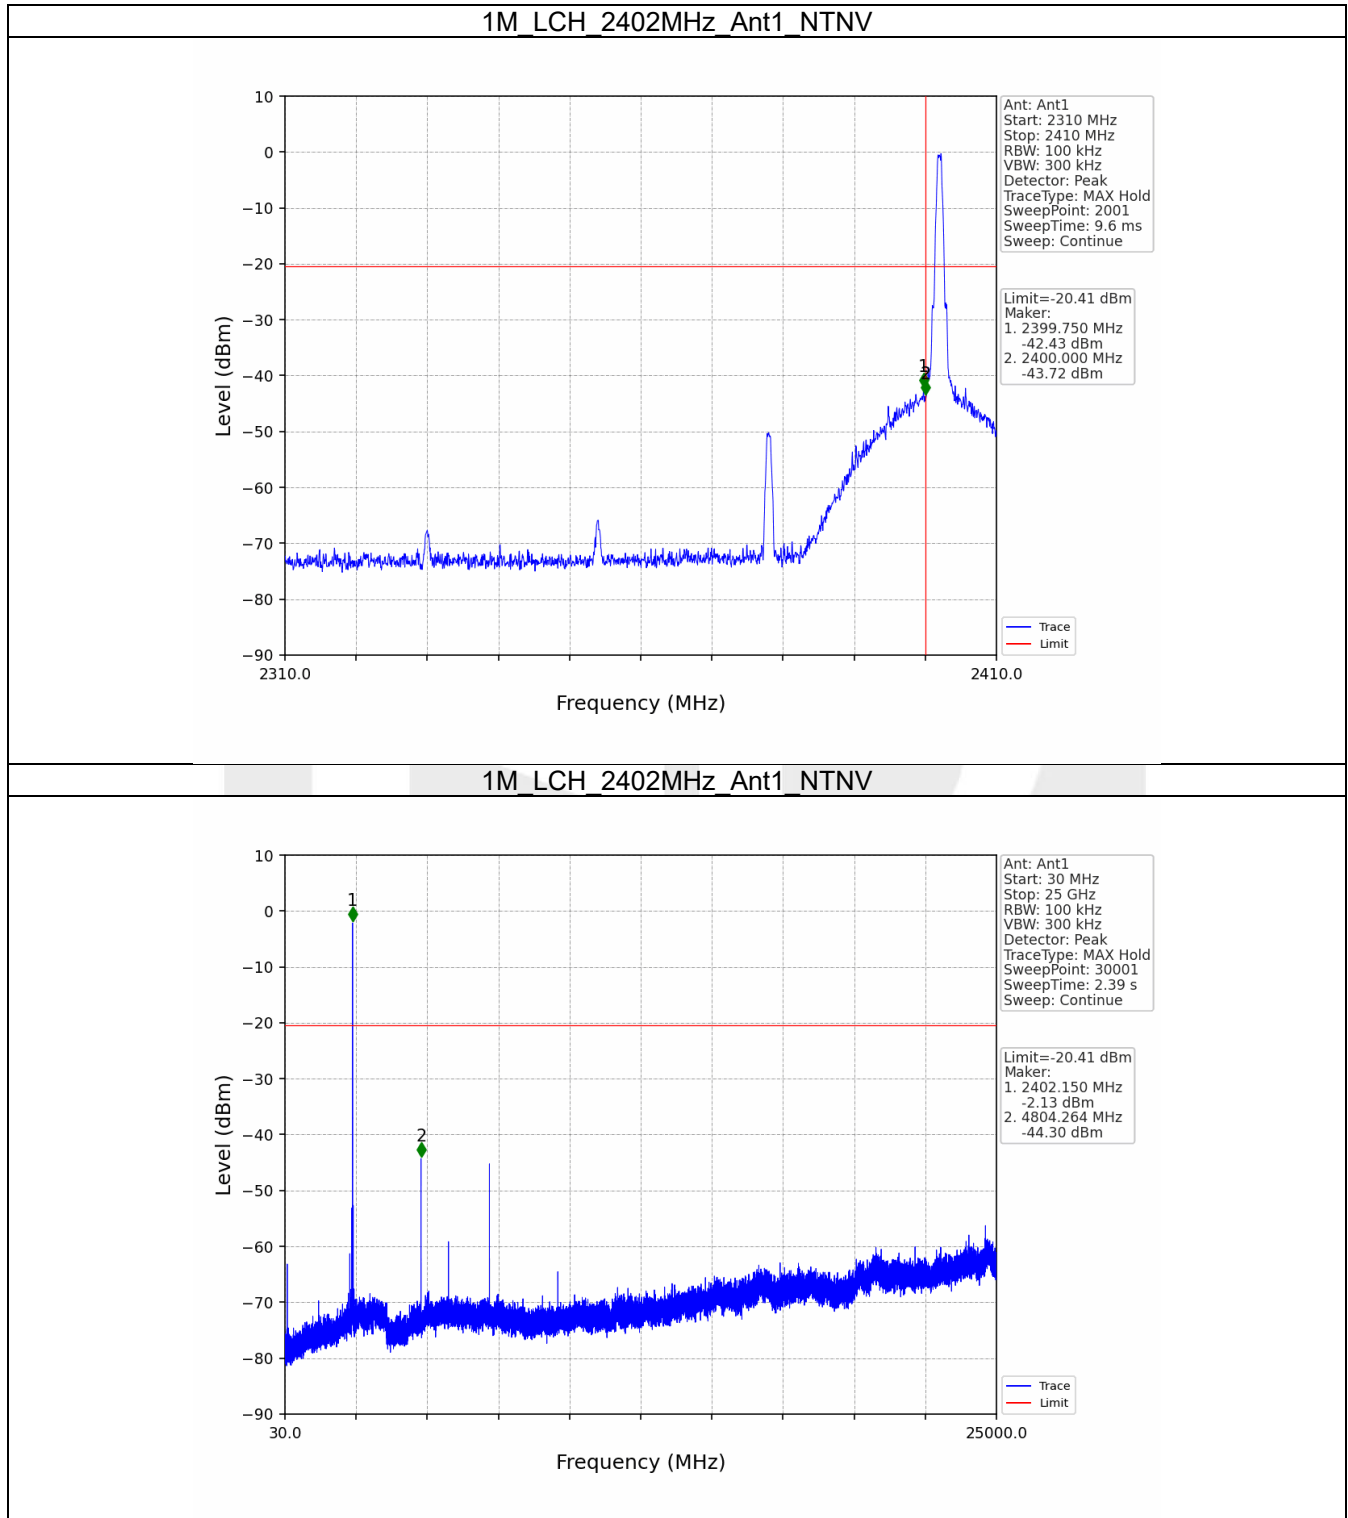 1M_LCH_2402MHz_Ant1_NTNV
10
0
−10
−20
−30
−40
−50
−60
−70
−80
−90
Level (dBm)
2310.0
2410.0
Frequency (MHz)
1
2
Ant: Ant1
Start: 2310 MHz
Stop: 2410 MHz
RBW: 100 kHz
VBW: 300 kHz
Detector: Peak
TraceType: MAX Hold
SweepPoint: 2001
SweepTime: 9.6 ms
Sweep: Continue
Limit=-20.41 dBm
Maker:
1. 2399.750 MHz
-42.43 dBm
2. 2400.000 MHz
-43.72 dBm
Trace
Limit
1M_LCH_2402MHz_Ant1_NTNV
10
0
−10
−20
−30
−40
−50
−60
−70
−80
−90
Level (dBm)
30.0
25000.0
Frequency (MHz)
1
2
Ant: Ant1
Start: 30 MHz
Stop: 25 GHz
RBW: 100 kHz
VBW: 300 kHz
Detector: Peak
TraceType: MAX Hold
SweepPoint: 30001
SweepTime: 2.39 s
Sweep: Continue
Limit=-20.41 dBm
Maker:
1. 2402.150 MHz
-2.13 dBm
2. 4804.264 MHz
-44.30 dBm
Trace
Limit